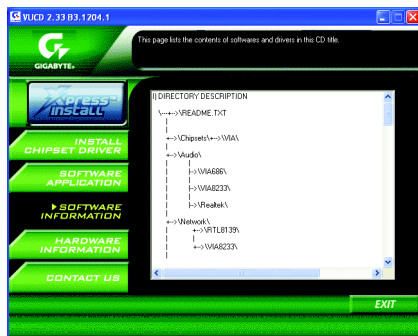 VUCD 2.33 B3.1204.1
GIGABYTE
This page lists the contents of softwares and drivers in this CD title.
Xpress
Install
INSTALL
CHIPSET DRIVER
SOFTWARE
APPLICATION
SOFTWARE
INFORMATION
HARDWARE
INFORMATION
CONTACT US
I) DIRECTORY DESCRIPTION
\---+-->\README.TXT
|
+-->\Chipsets\+-->\VIA\
|
+-->\Audio\
| |
| |->\VIA686\
| |
| |->\VIA8233\
| |
| |->\Realtek\
|
+-->\Network\
| +-->\RTL8139\
| |
| +-->\VIA8233\
|
EXIT